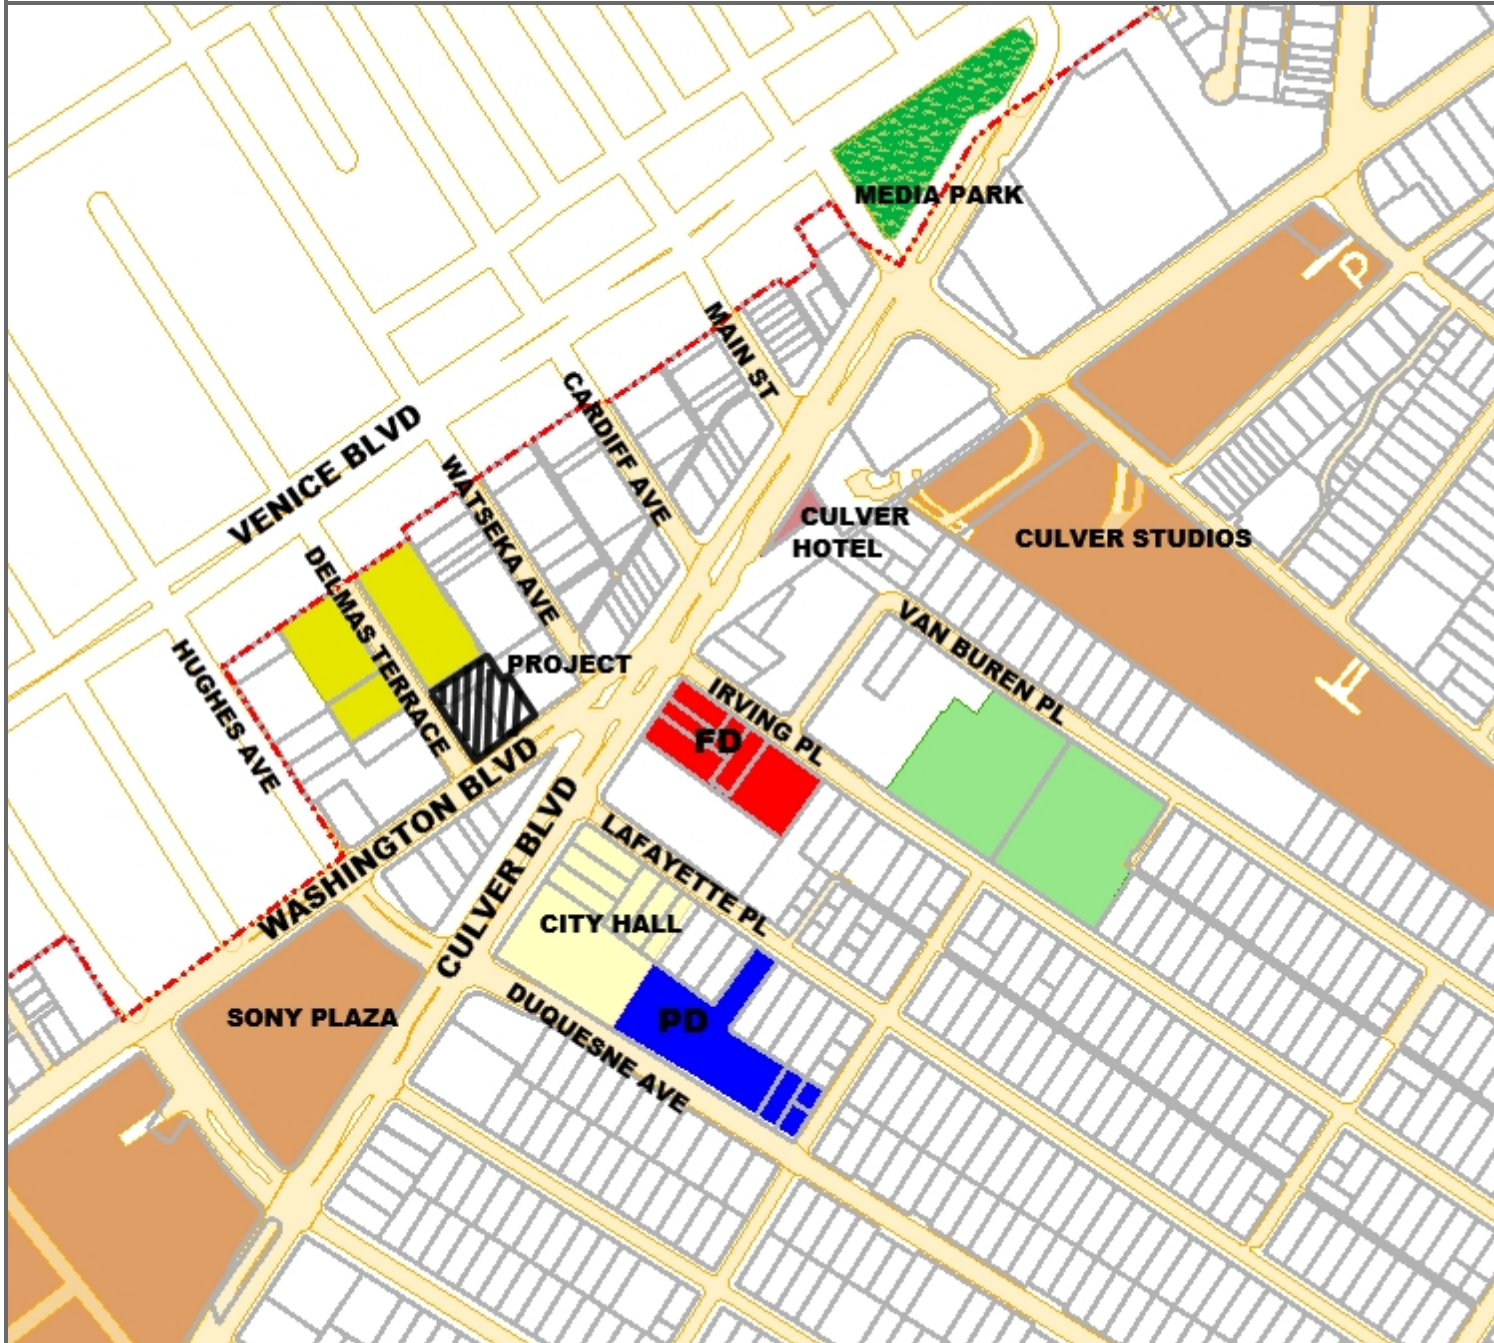 MEDIA PARK
MAIN ST
CARDIFF AVE
VENICE BLVD
WATSEKA AVE
CULVER
HOTEL
CULVER STUDIOS
DELMAS TERRACE
HUGHES AVE
PROJECT
VAN BUREN PL
IRVING PL
FD
WASHINGTON BLVD
CULVER BLVD
LAFAYETTE PL
CITY HALL
SONY PLAZA
PD
DUQUESNE AVE